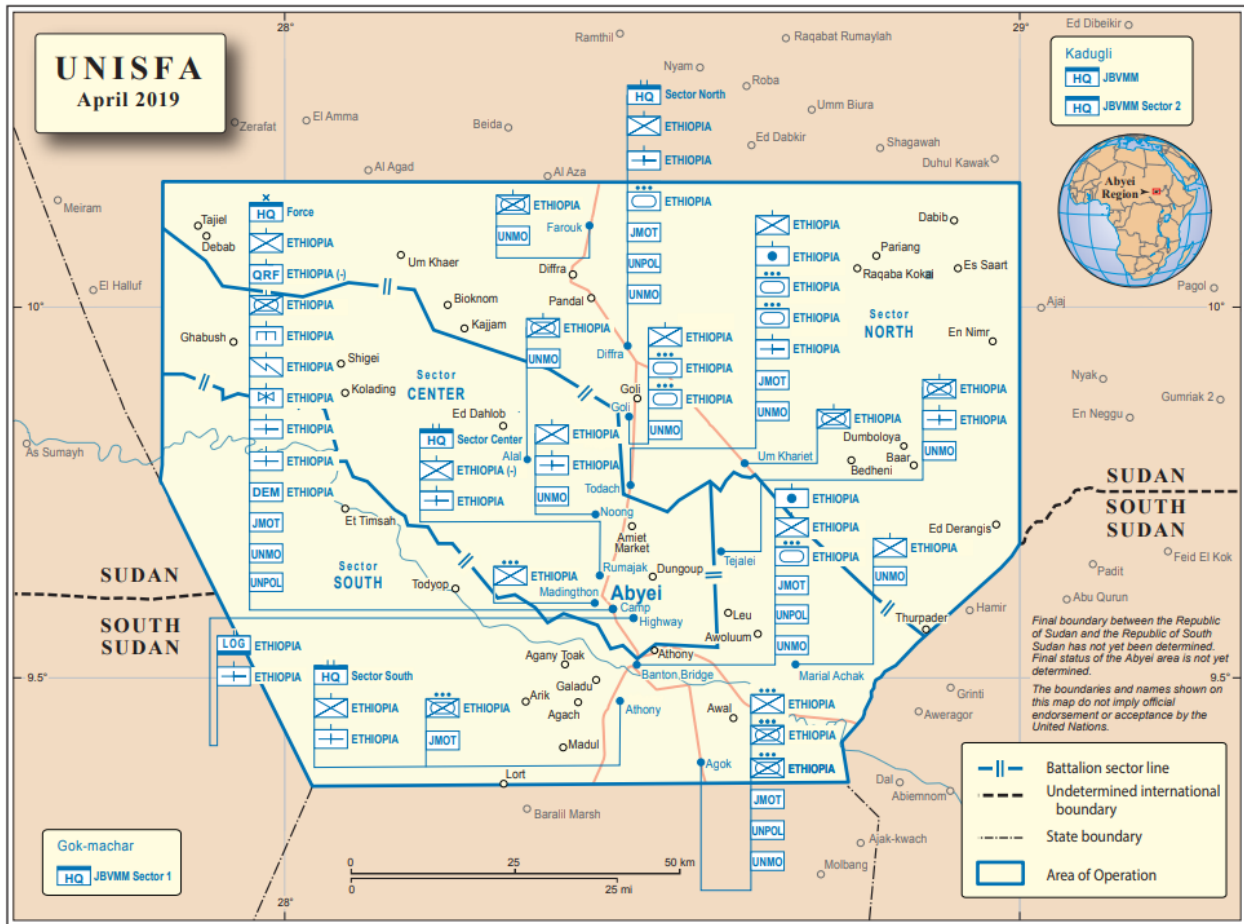 UNISFA
April 2019
28°
29°
Ed Dibeikir
Ramthil
Raqabat Rumaylah
Nyam
Roba
Umm Biura
Zerafat
El Amma
Beida
Ed Dabkir
Shagawah
Duhul Kawak
Al Agad
Al Aza
Meiram
El Halluf
As Sumayh
Kadugli
HQ JBVMM
HQ JBVMM Sector 2
Abyei
Region
Pagol
Ajaj
10°
10°
Nyak
Gumriak 2
En Neggu
HQ Sector North
ETHIOPIA
ETHIOPIA
ETHIOPIA
JMOT
UNPOL
UNMO
Diffra
HQ Force
ETHIOPIA
QRF ETHIOPIA (-)
ETHIOPIA
ETHIOPIA
ETHIOPIA
ETHIOPIA
ETHIOPIA
ETHIOPIA
DEM ETHIOPIA
JMOT
UNMO
UNPOL
ETHIOPIA
UNMO
Farouk
Tajiel
Debab
Um Khaer
Diffra
Pandal
Bioknom
Kajjam
Ghabush
Shigei
Kolading
Sector
CENTER
Ed Dahlob
ETHIOPIA
UNMO
Alal
HQ Sector Center
ETHIOPIA (-)
ETHIOPIA
Rumajak
ETHIOPIA
ETHIOPIA
UNMO
Noong
ETHIOPIA
ETHIOPIA
ETHIOPIA
UNMO
Goli
Goli
ETHIOPIA
ETHIOPIA
ETHIOPIA
ETHIOPIA
ETHIOPIA
JMOT
UNMO
Todach
Dabib
Pariang
Raqaba Kokai
Es Saart
Sector
NORTH
En Nimr
ETHIOPIA
Um Khariet
ETHIOPIA
ETHIOPIA
UNMO
Dumboloya
Baar
Bedheni
Ed Derangis
SUDAN
SOUTH
SUDAN
Feid El Kok
Padit
Abu Qurun
Hamir
Et Timsah
Sector
SOUTH
Todyop
Amiet
Market
Dungoup
Tejalei
ETHIOPIA
Madingthon
Abyei
Camp
Highway
Leu
Awoluum
Athony
ETHIOPIA
ETHIOPIA
ETHIOPIA
JMOT
UNPOL
UNMO
Banton Bridge
ETHIOPIA
UNMO
Marial Achak
Thurpader
SUDAN
SOUTH
SUDAN
LOG ETHIOPIA
ETHIOPIA
HQ Sector South
ETHIOPIA
ETHIOPIA
ETHIOPIA
JMOT
Agany Toak
Galadu
Arik
Agach
Madul
Athony
Awal
Agok
Lort
ETHIOPIA
ETHIOPIA
ETHIOPIA
JMOT
UNPOL
UNMO
9.5°
9.5°
Grinti
Aweragor
Dal
Abiemnom
Ajak-kwach
Molbang
Baralil Marsh
Final boundary between the Republic
of Sudan and the Republic of South
Sudan has not yet been determined.
Final status of the Abyei area is not yet
determined.
The boundaries and names shown on
this map do not imply official
endorsement or acceptance by the
United Nations.
Battalion sector line
Undetermined international
boundary
State boundary
Area of Operation
Gok-machar
HQ JBVMM Sector 1
0 25 50 km
0 25 mi
28°